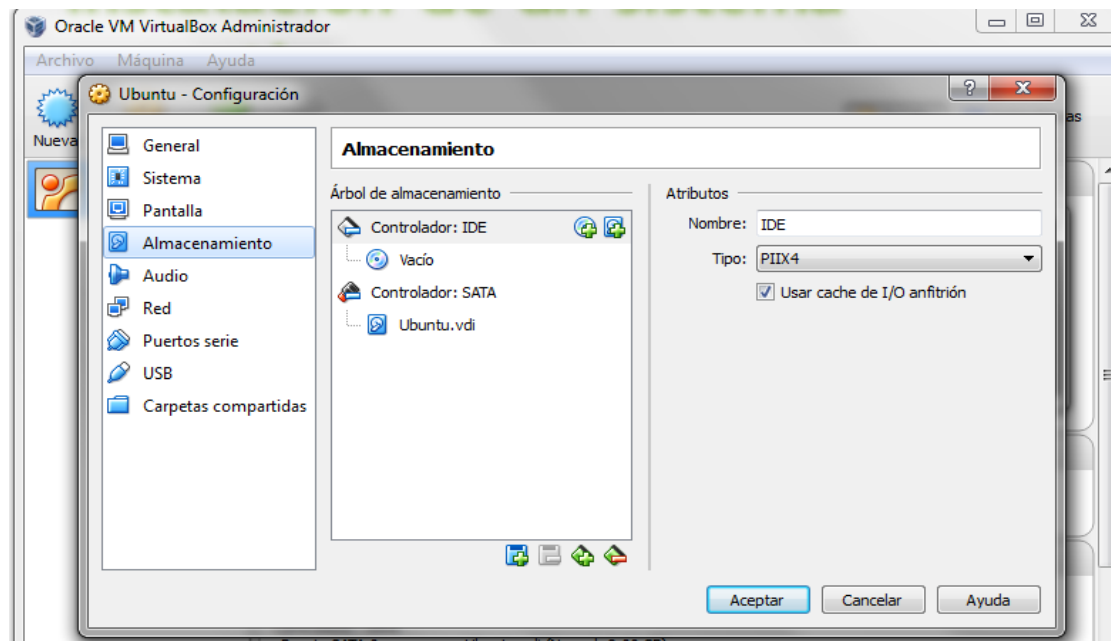 Oracle VM VirtualBox Administrador
Archivo Máquina Ayuda
Ubuntu - Configuración
Nueva
as
General
Sistema
Pantalla
Almacenamiento
Audio
Red
Puertos serie
USB
Carpetas compartidas
Almacenamiento
Árbol de almacenamiento
Controlador: IDE
Vacío
Controlador: SATA
Ubuntu.vdi
Atributos
Nombre: IDE
Tipo: PIIX4
Usar cache de I/O anfitrión
Aceptar Cancelar Ayuda